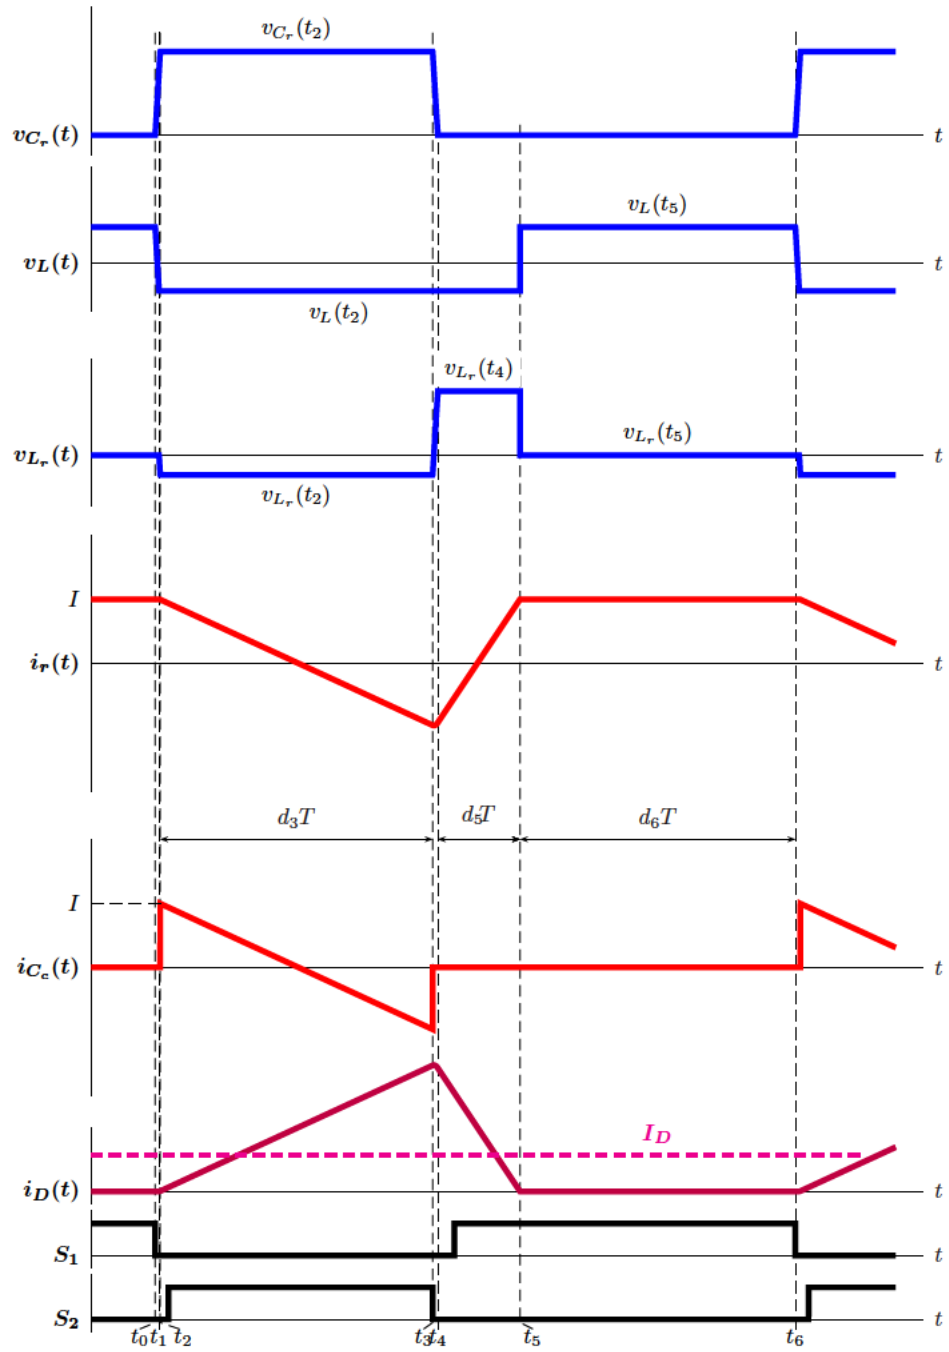 v_{C_r}(t_2)
v_{C_r}(t) t
v_L(t_5)
v_L(t) t
v_L(t_2)
v_{L_r}(t_4)
v_{L_r}(t_5)
v_{L_r}(t) t
v_{L_r}(t_2)
I
i_r(t) t
d_3T d_5T d_6T
I
i_{C_c}(t) t
I_D
i_D(t) t
S_1 t
S_2 t
t_0 t_1 t_2 t_3 t_4 t_5 t_6